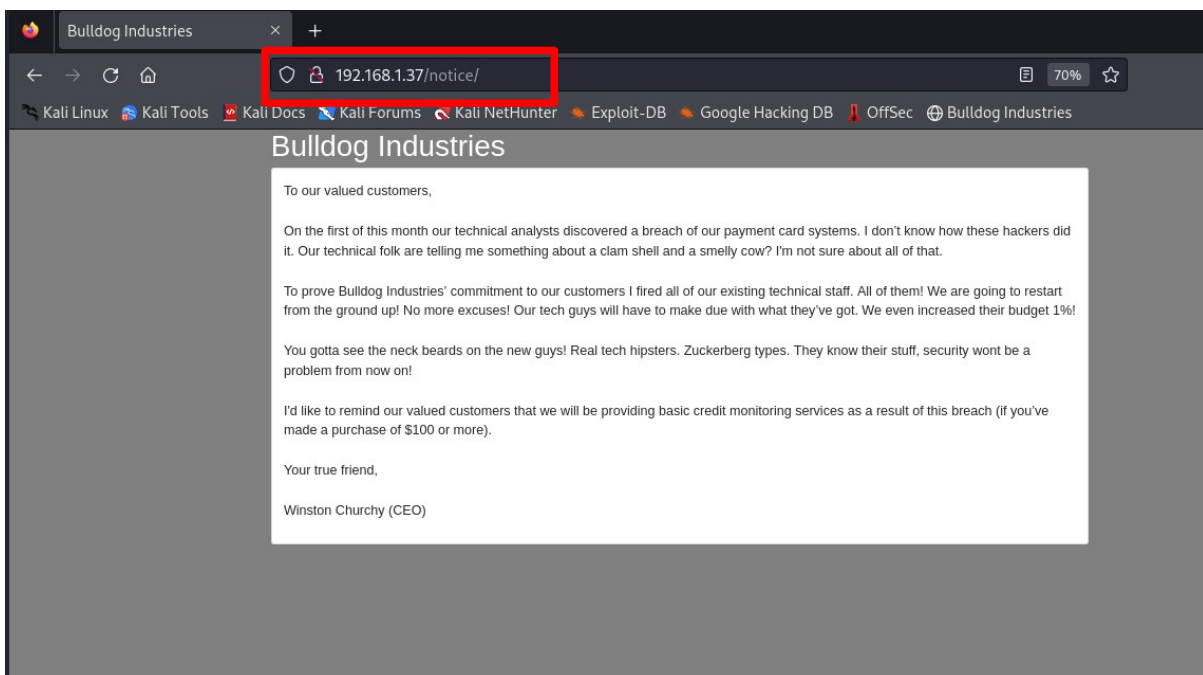 Bulldog Industries
192.168.1.37/notice/
70%
Kali Linux Kali Tools Kali Docs Kali Forums Kali NetHunter Exploit-DB Google Hacking DB OffSec Bulldog Industries
Bulldog Industries
To our valued customers,
On the first of this month our technical analysts discovered a breach of our payment card systems. I don't know how these hackers did
it. Our technical folk are telling me something about a clam shell and a smelly cow? I'm not sure about all of that.
To prove Bulldog Industries' commitment to our customers I fired all of our existing technical staff. All of them! We are going to restart
from the ground up! No more excuses! Our tech guys will have to make due with what they've got. We even increased their budget 1%!
You gotta see the neck beards on the new guys! Real tech hipsters. Zuckerberg types. They know their stuff, security wont be a
problem from now on!
I'd like to remind our valued customers that we will be providing basic credit monitoring services as a result of this breach (if you've
made a purchase of $100 or more).
Your true friend,
Winston Churchy (CEO)